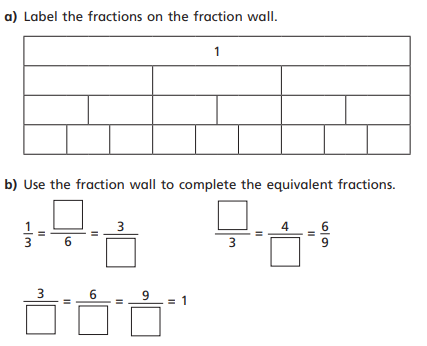 a) Label the fractions on the fraction wall.
1
b) Use the fraction wall to complete the equivalent fractions.
1/3 = □/6 = 3/□
□/3 = 4/□ = 6/9
3/□ = 6/□ = 9/□ = 1